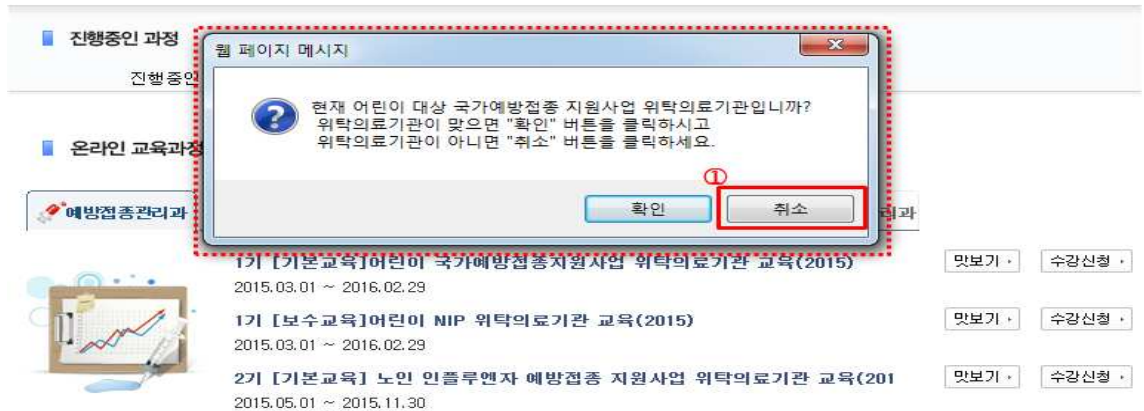 진행중인 과정
웹 페이지 메시지
진행중인
현재 어린이 대상 국가예방접종 지원사업 위탁의료기관입니까?
위탁의료기관이 맞으면 "확인" 버튼을 클릭하시고
위탁의료기관이 아니면 "취소" 버튼을 클릭하세요.
온라인 교육과정
①
확인
취소
예방접종관리과
리과
1기 [기본교육]어린이 국가예방접종지원사업 위탁의료기관 교육(2015)
맛보기
수강신청
2015.03.01 ~ 2016.02.29
1기 [보수교육]어린이 NIP 위탁의료기관 교육(2015)
맛보기
수강신청
2015.03.01 ~ 2016.02.29
2기 [기본교육] 노인 인플루엔자 예방접종 지원사업 위탁의료기관 교육(201
맛보기
수강신청
2015.05.01 ~ 2015.11.30